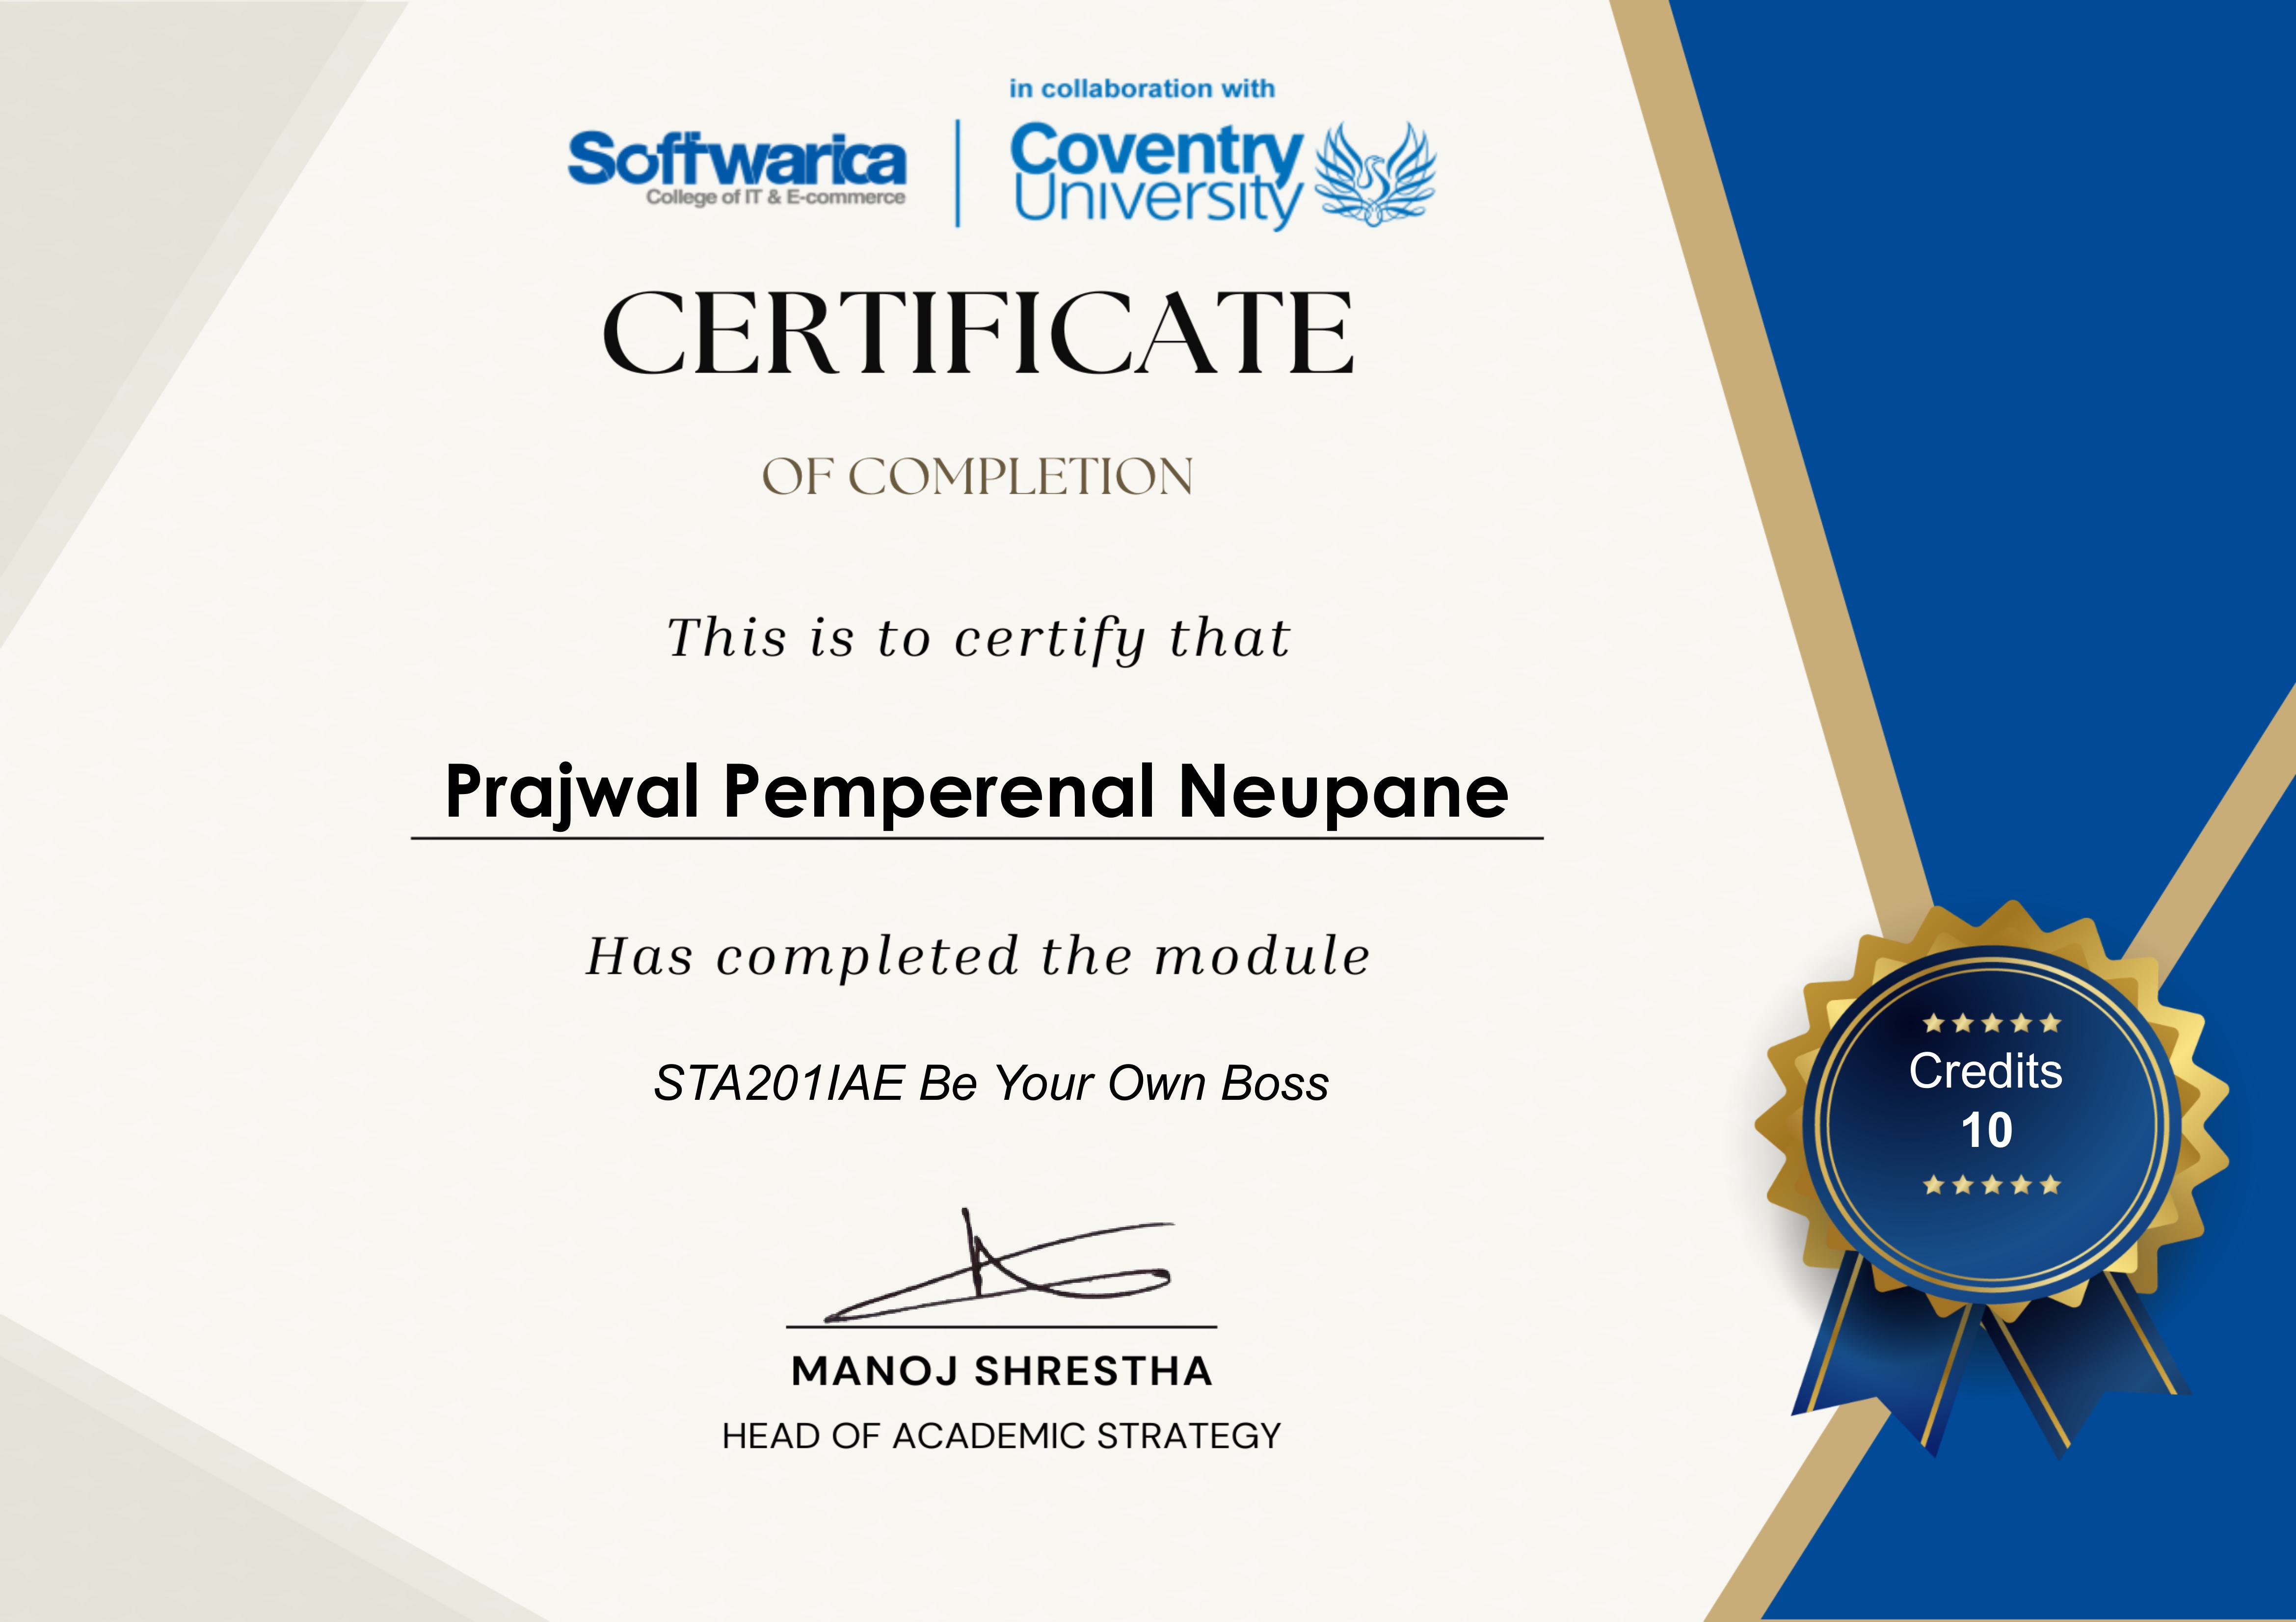 in collaboration with
Softwarica
College of IT & E-commerce
Coventry
University
CERTIFICATE
OF COMPLETION
This is to certify that
Prajwal Pemperenal Neupane
Has completed the module
STA201IAE Be Your Own Boss
Credits
10
MANOJ SHRESTHA
HEAD OF ACADEMIC STRATEGY